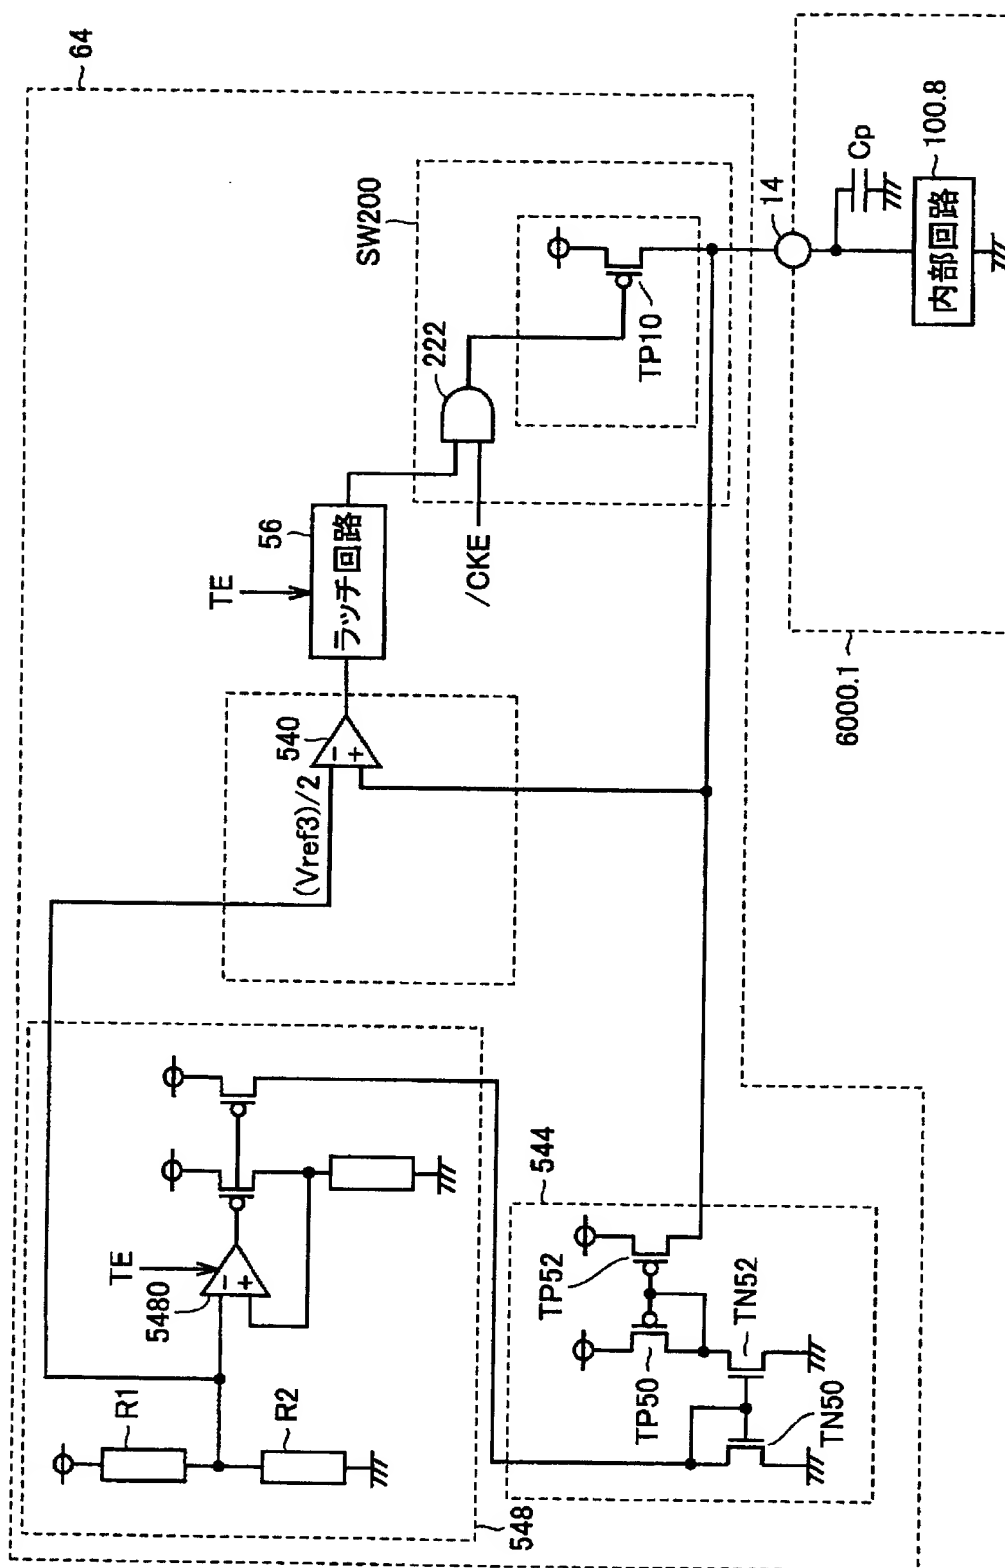 64
SW200
222
TP10
14
Cp
100.8
内部回路
6000.1
TE
56
ラッチ回路
/CKE
540
−
+
(Vref3)/2
548
TE
5480
−
+
R1
R2
544
TP52
TP50
TN52
TN50